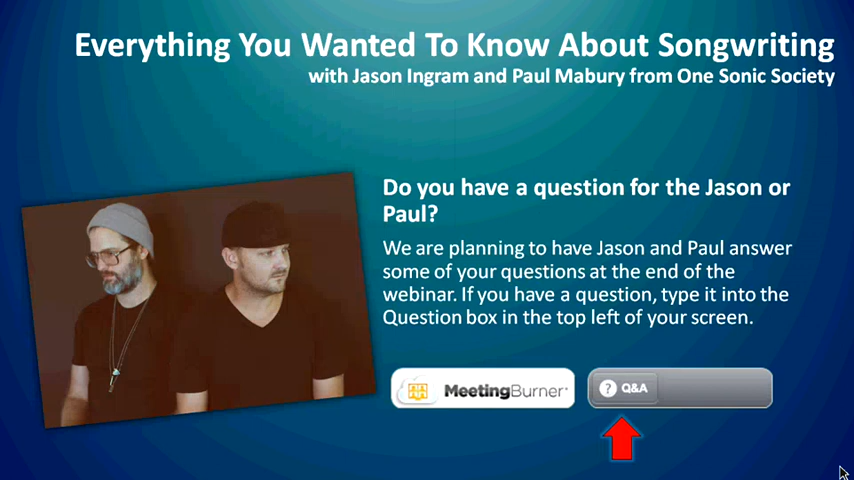 Everything You Wanted To Know About Songwriting
with Jason Ingram and Paul Mabury from One Sonic Society
Do you have a question for the Jason or
Paul?
We are planning to have Jason and Paul answer
some of your questions at the end of the
webinar. If you have a question, type it into the
Question box in the top left of your screen.
MeetingBurner
? Q&A